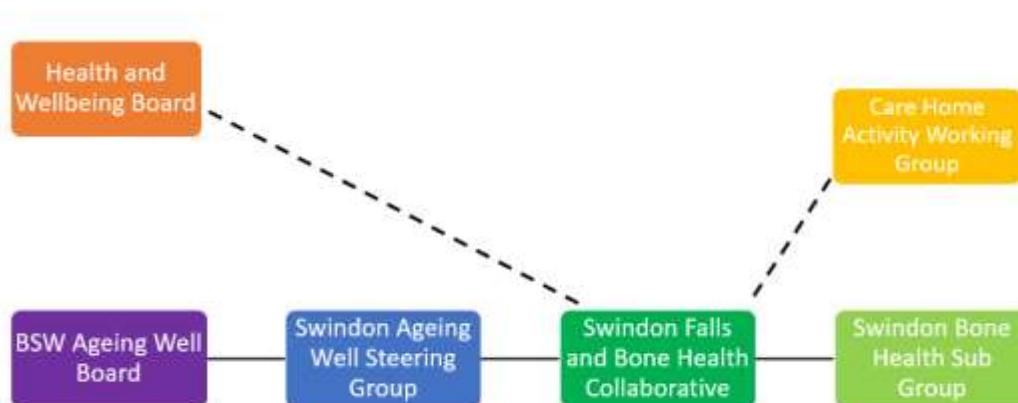 Health and
Wellbeing Board
Care Home
Activity Working
Group
BSW Ageing Well
Board
Swindon Ageing
Well Steering
Group
Swindon Falls
and Bone Health
Collaborative
Swindon Bone
Health Sub
Group